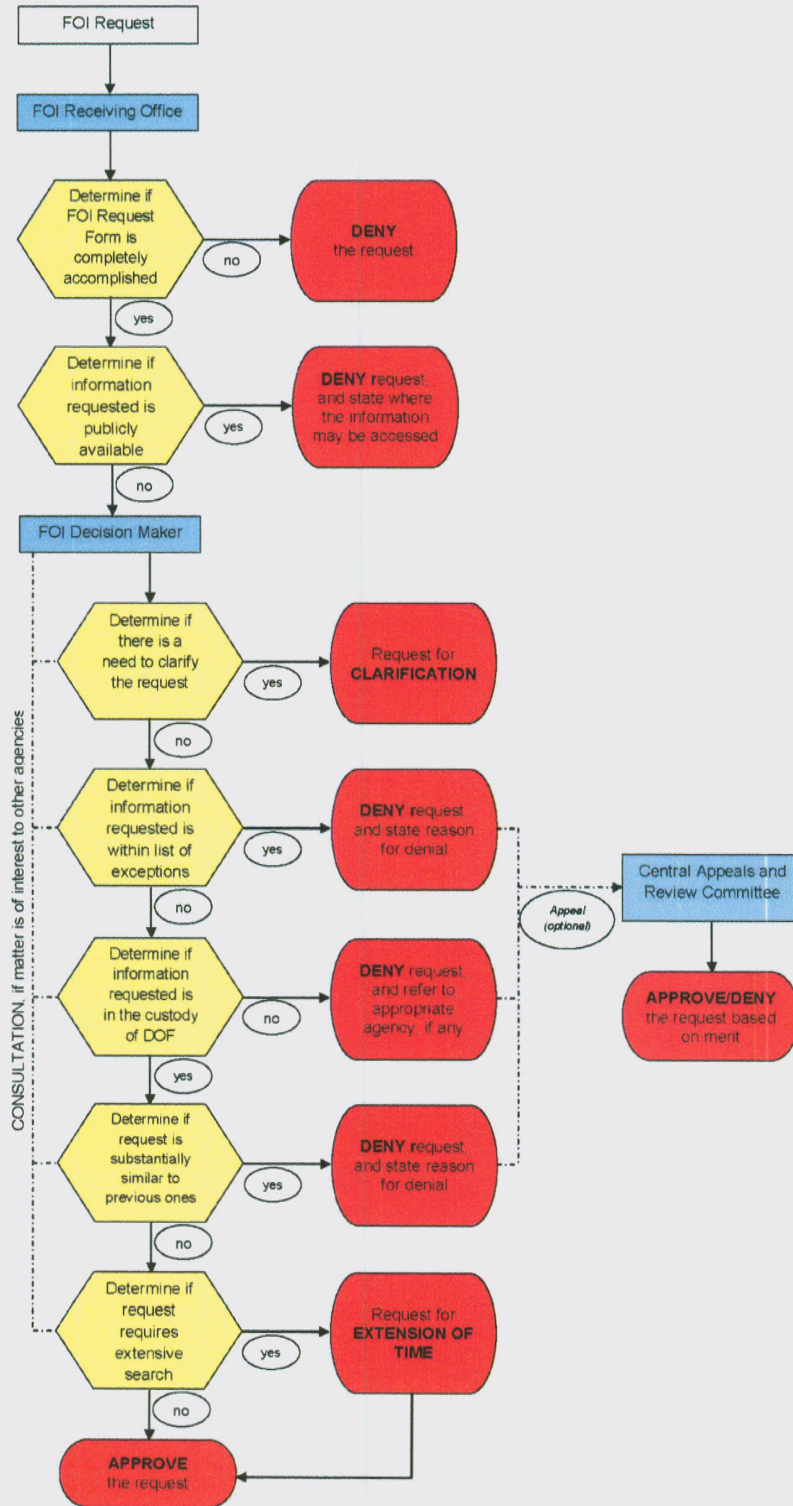 FOI Request
FOI Receiving Office
Determine if
FOI Request
Form is
completely
accomplished
no
DENY
the request
yes
Determine if
information
requested is
publicly
available
yes
DENY request,
and state where
the information
may be accessed
no
FOI Decision Maker
CONSULTATION, if matter is of interest to other agencies
Determine if
there is a
need to clarify
the request
yes
Request for
CLARIFICATION
no
Determine if
information
requested is
within list of
exceptions
yes
DENY request
and state reason
for denial
no
Determine if
information
requested is
in the custody
of DOF
no
DENY request,
and refer to
appropriate
agency, if any
yes
Determine if
request is
substantially
similar to
previous ones
yes
DENY request
and state reason
for denial
Appeal
(optional)
Central Appeals and
Review Committee
APPROVE/DENY
the request based
on merit
no
Determine if
request
requires
extensive
search
yes
Request for
EXTENSION OF
TIME
no
APPROVE
the request